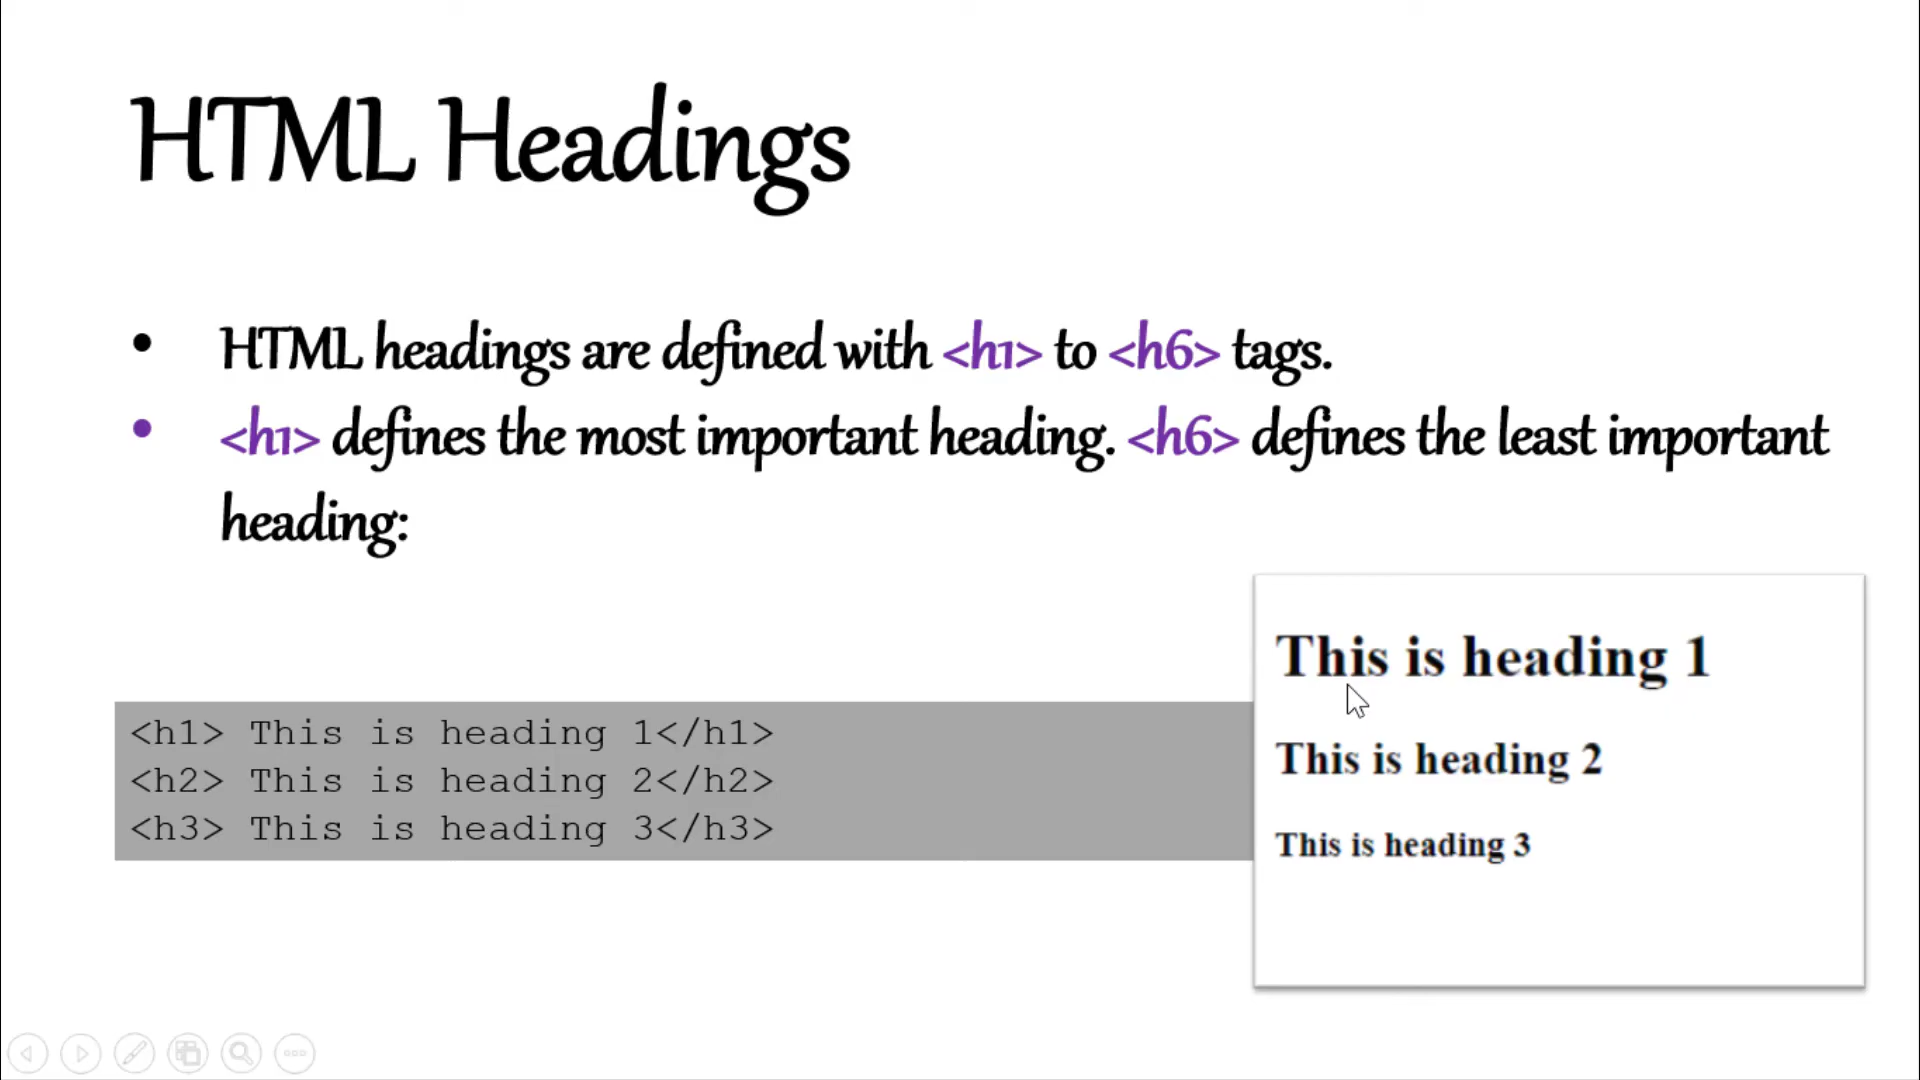 HTML Headings
• HTML headings are defined with <h1> to <h6> tags.
• <h1> defines the most important heading. <h6> defines the least important
heading:
<h1> This is heading 1</h1>
<h2> This is heading 2</h2>
<h3> This is heading 3</h3>
This is heading 1
This is heading 2
This is heading 3